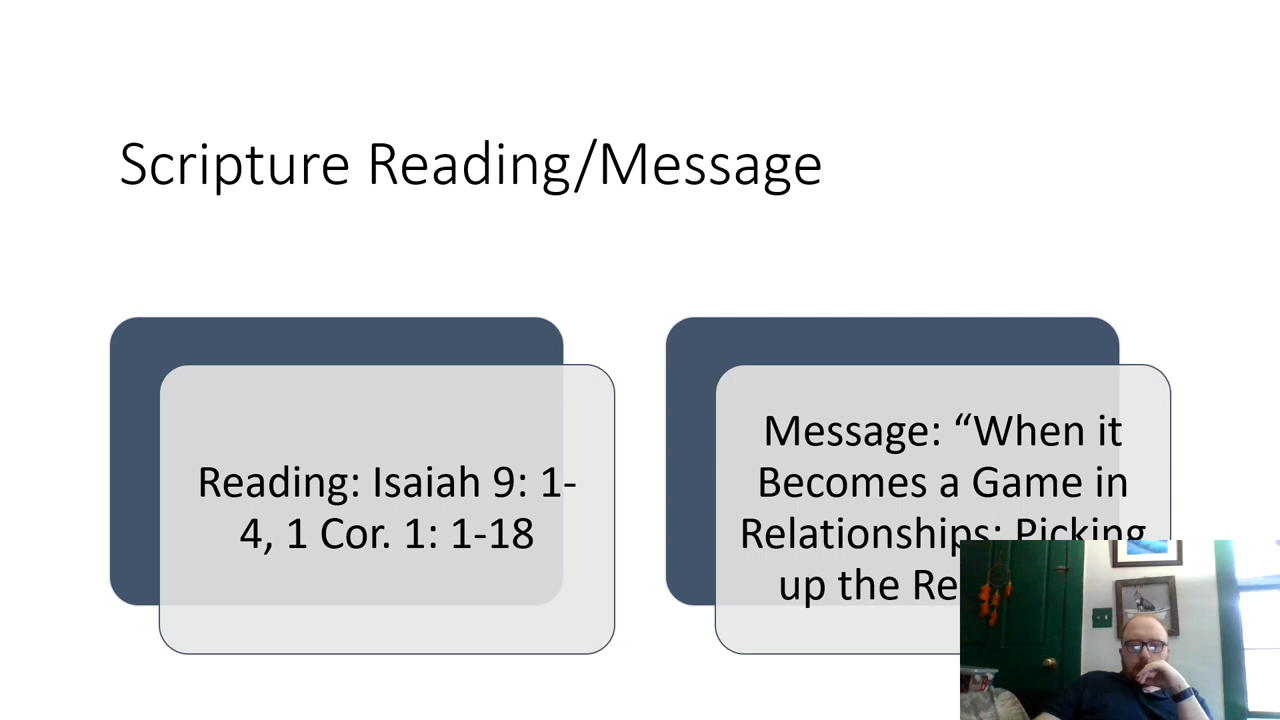 Scripture Reading/Message
Reading: Isaiah 9: 1-
4, 1 Cor. 1: 1-18
Message: “When it
Becomes a Game in
Relationships: Picking
up the